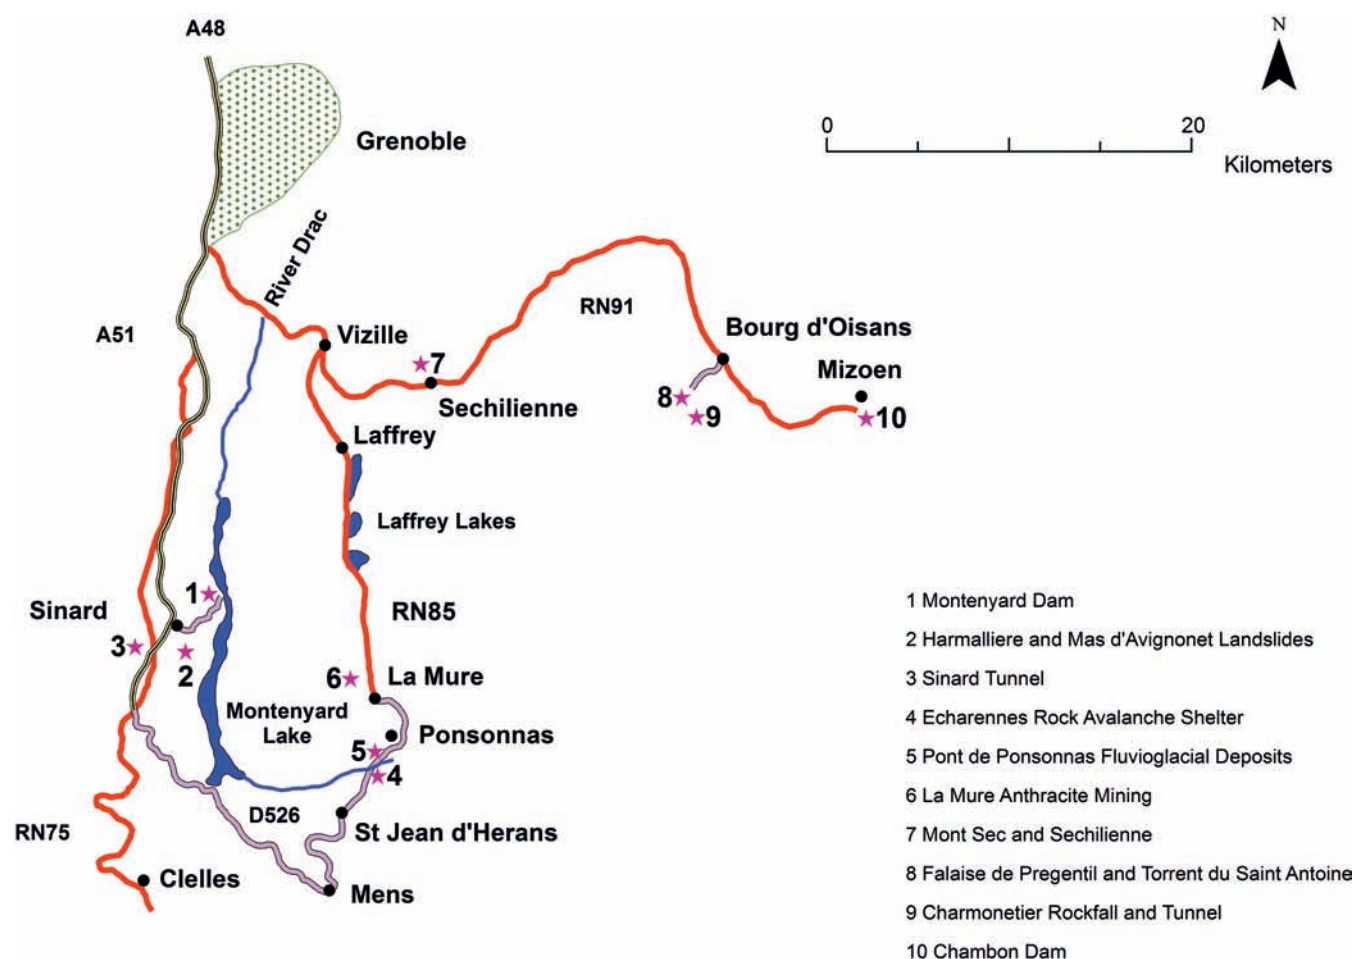 A48
N
0 20
Grenoble
Kilometers
River Drac
RN91
A51
Vizille
Bourg d'Oisans
7
Mizoen
8
Sechilienne
9
10
Laffrey
Laffrey Lakes
1
Sinard
RN85
3
2
6
La Mure
Montenyard
Lake
Ponsonnas
5
4
D526
RN75
St Jean d'Herans
Clelles
Mens
1 Montenyard Dam
2 Harmalliere and Mas d'Avignonet Landslides
3 Sinard Tunnel
4 Echarennes Rock Avalanche Shelter
5 Pont de Ponsonnas Fluvioglacial Deposits
6 La Mure Anthracite Mining
7 Mont Sec and Sechilienne
8 Falaise de Pregentil and Torrent du Saint Antoine
9 Charmonetier Rockfall and Tunnel
10 Chambon Dam